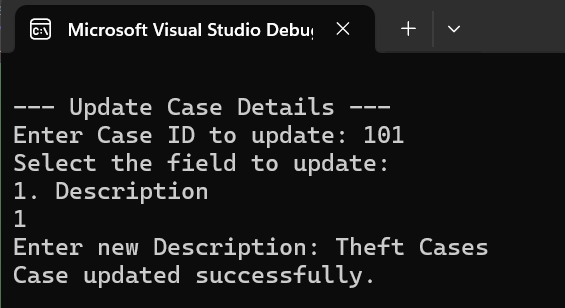 Microsoft Visual Studio Debu
--- Update Case Details ---
Enter Case ID to update: 101
Select the field to update:
1. Description
1
Enter new Description: Theft Cases
Case updated successfully.